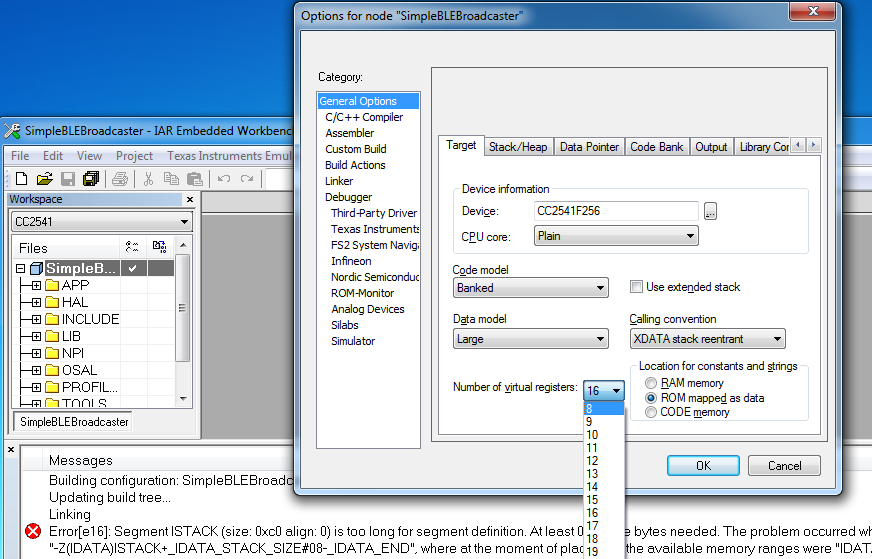 Options for node "SimpleBLEBroadcaster"
Category:
General Options
C/C++ Compiler
Assembler
Custom Build
Build Actions
Linker
Debugger
Third-Party Driver
Texas Instruments
FS2 System Naviga
Infineon
Nordic Semiconduc
ROM-Monitor
Analog Devices
Silabs
Simulator
Target Stack/Heap Data Pointer Code Bank Output Library Con
Device information
Device: CC2541F256 ...
CPU core: Plain
Code model
Banked
Use extended stack
Data model
Large
Calling convention
XDATA stack reentrant
Number of virtual registers: 16
8
9
10
11
12
13
14
15
16
17
18
19
Location for constants and strings
RAM memory
ROM mapped as data
CODE memory
OK Cancel
SimpleBLEBroadcaster - IAR Embedded Workbenc
File Edit View Project Texas Instruments Emul
Workspace
CC2541
Files
SimpleB...
APP
HAL
INCLUDE
LIB
NPI
OSAL
PROFIL...
TOOLS
SimpleBLEBroadcaster
Messages
Building configuration: SimpleBLEBroadc
Updating build tree...
Linking
Error[e16]: Segment ISTACK (size: 0xc0 align: 0) is too long for segment definition. At least 0 e bytes needed. The problem occurred wh
"-Z(IDATA)ISTACK+_IDATA_STACK_SIZE#08-_IDATA_END", where at the moment of plac the available memory ranges were "IDAT